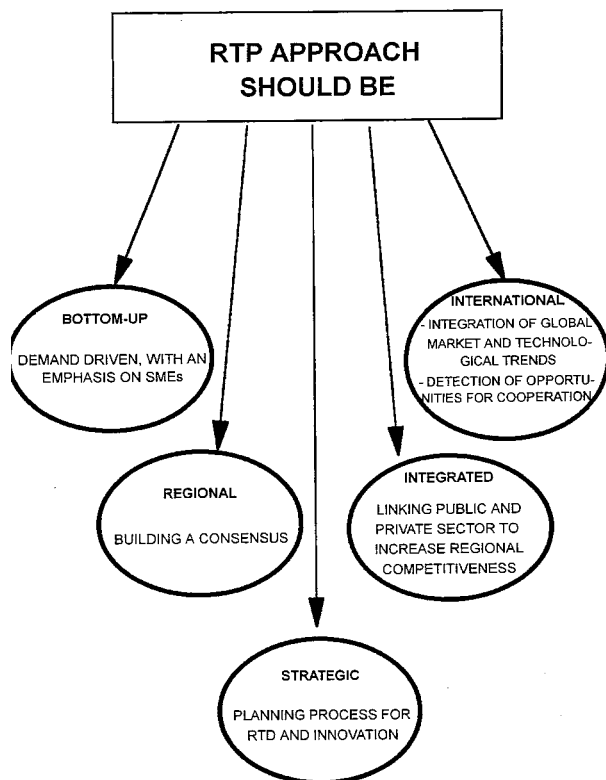 RTP APPROACH
SHOULD BE
BOTTOM-UP
DEMAND DRIVEN, WITH AN
EMPHASIS ON SMEs
INTERNATIONAL
- INTEGRATION OF GLOBAL
MARKET AND TECHNOLO-
GICAL TRENDS
- DETECTION OF OPPORTU-
NITIES FOR COOPERATION
REGIONAL
BUILDING A CONSENSUS
INTEGRATED
LINKING PUBLIC AND
PRIVATE SECTOR TO
INCREASE REGIONAL
COMPETITIVENESS
STRATEGIC
PLANNING PROCESS FOR
RTD AND INNOVATION